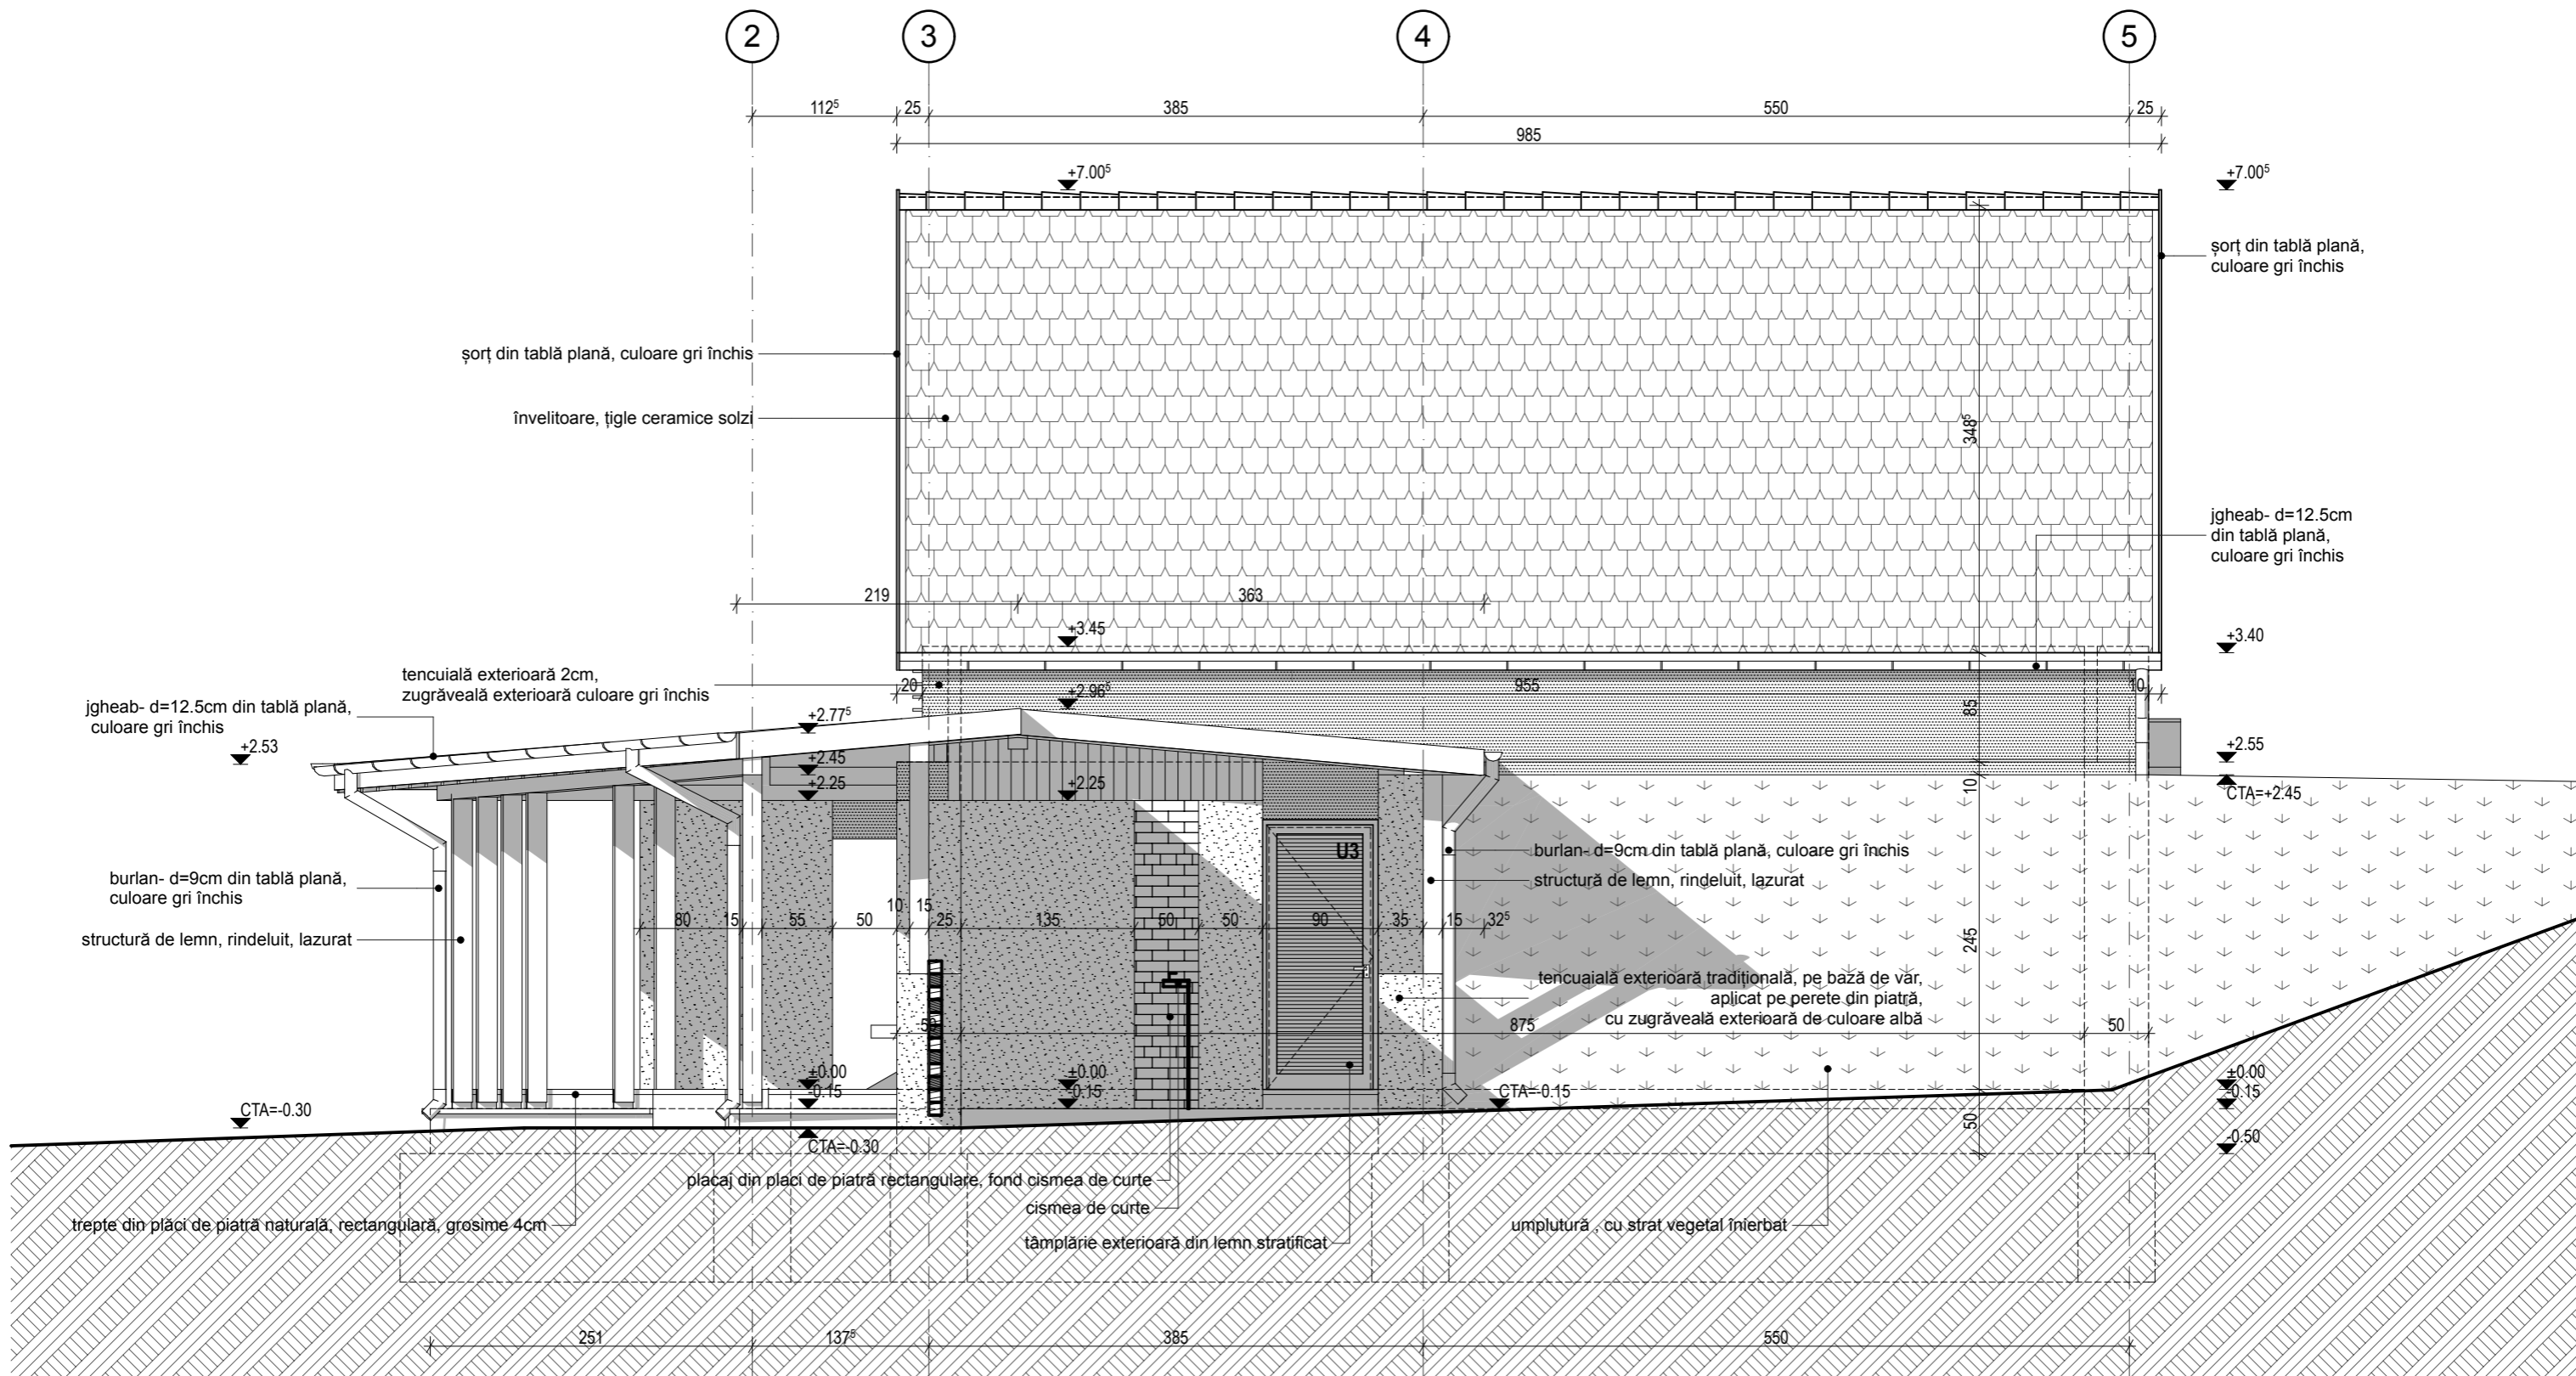 2
3
4
5
112⁵
25
385
550
25
985
+7.00⁵
+7.00⁵
șorț din tablă plană,
culoare gri închis
șorț din tablă plană, culoare gri închis
învelitoare, țigle ceramice solzi
348⁵
jgheab- d=12.5cm
din tablă plană,
culoare gri închis
219
363
+3.45
+3.40
tencuială exterioară 2cm,
zugrăveală exterioară culoare gri închis
20
+2.96⁵
955
10
jgheab- d=12.5cm din tablă plană,
culoare gri închis
+2.77⁵
85
+2.53
+2.45
+2.55
+2.25
+2.25
10
CTA=+2.45
U3
burlan- d=9cm din tablă plană, culoare gri închis
structură de lemn, rindeluit, lazurat
burlan- d=9cm din tablă plană,
culoare gri închis
structură de lemn, rindeluit, lazurat
80
15
55
50
10
15
25
135
50
50
90
35
15
32⁵
245
tencuaială exterioară tradițională, pe bază de var,
aplicat pe perete din piatră,
cu zugrăveală exterioară de culoare albă
50
875
50
±0.00
-0.15
±0.00
-0.15
CTA=-0.15
±0.00
-0.15
CTA=-0.30
CTA=-0.30
50
-0.50
placaj din placi de piatră rectangulare, fond cismea de curte
cismea de curte
trepte din plăci de piatră naturală, rectangulară, grosime 4cm
umplutură , cu strat vegetal înierbat
tâmplărie exterioară din lemn stratificat
251
137⁵
385
550